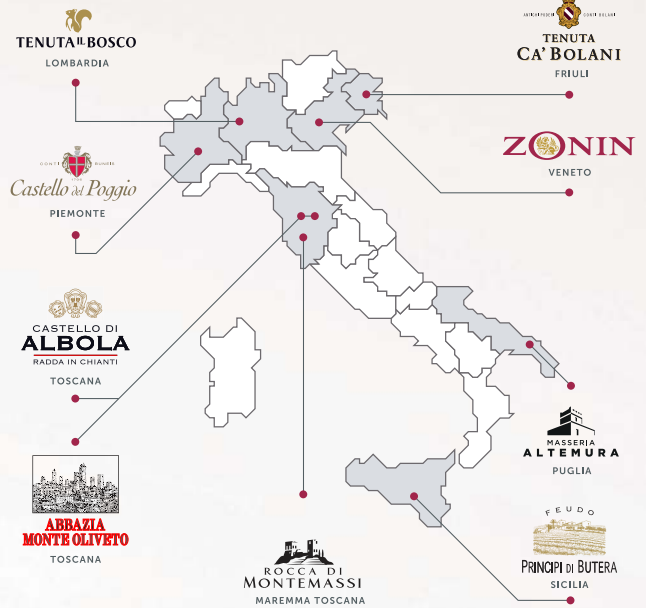 TENUTA IL BOSCO
LOMBARDIA
TENUTA
CA' BOLANI
FRIULI
ZONIN
VENETO
Castello del Poggio
PIEMONTE
CASTELLO DI
ALBOLA
RADDA IN CHIANTI
TOSCANA
ABBAZIA
MONTE OLIVETO
TOSCANA
ROCCA DI
MONTEMASSI
MAREMMA TOSCANA
MASSERIA
ALTEMURA
PUGLIA
FEUDO
PRINCIPI DI BUTERA
SICILIA